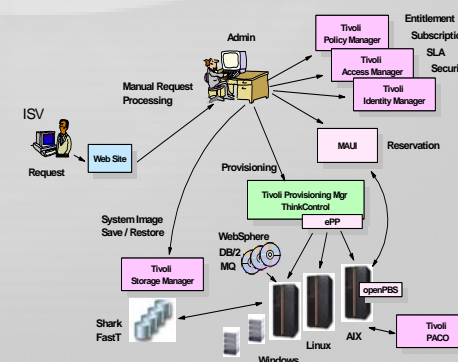 Admin
Tivoli
Policy Manager
Entitlement
Tivoli
Access Manager
SLA
Tivoli
Identity Manager
Manual Request
Processing
ISV
Web Site
Request
MAUI
Reservation
Provisioning
Tivoli Provisioning Mgr
ThinkControl
ePP
System Image
Save / Restore
WebSphere
DB/2
MQ
Tivoli
Storage Manager
openPBS
Shark
FastT
AIX
Linux
Windows
Tivoli
PACO